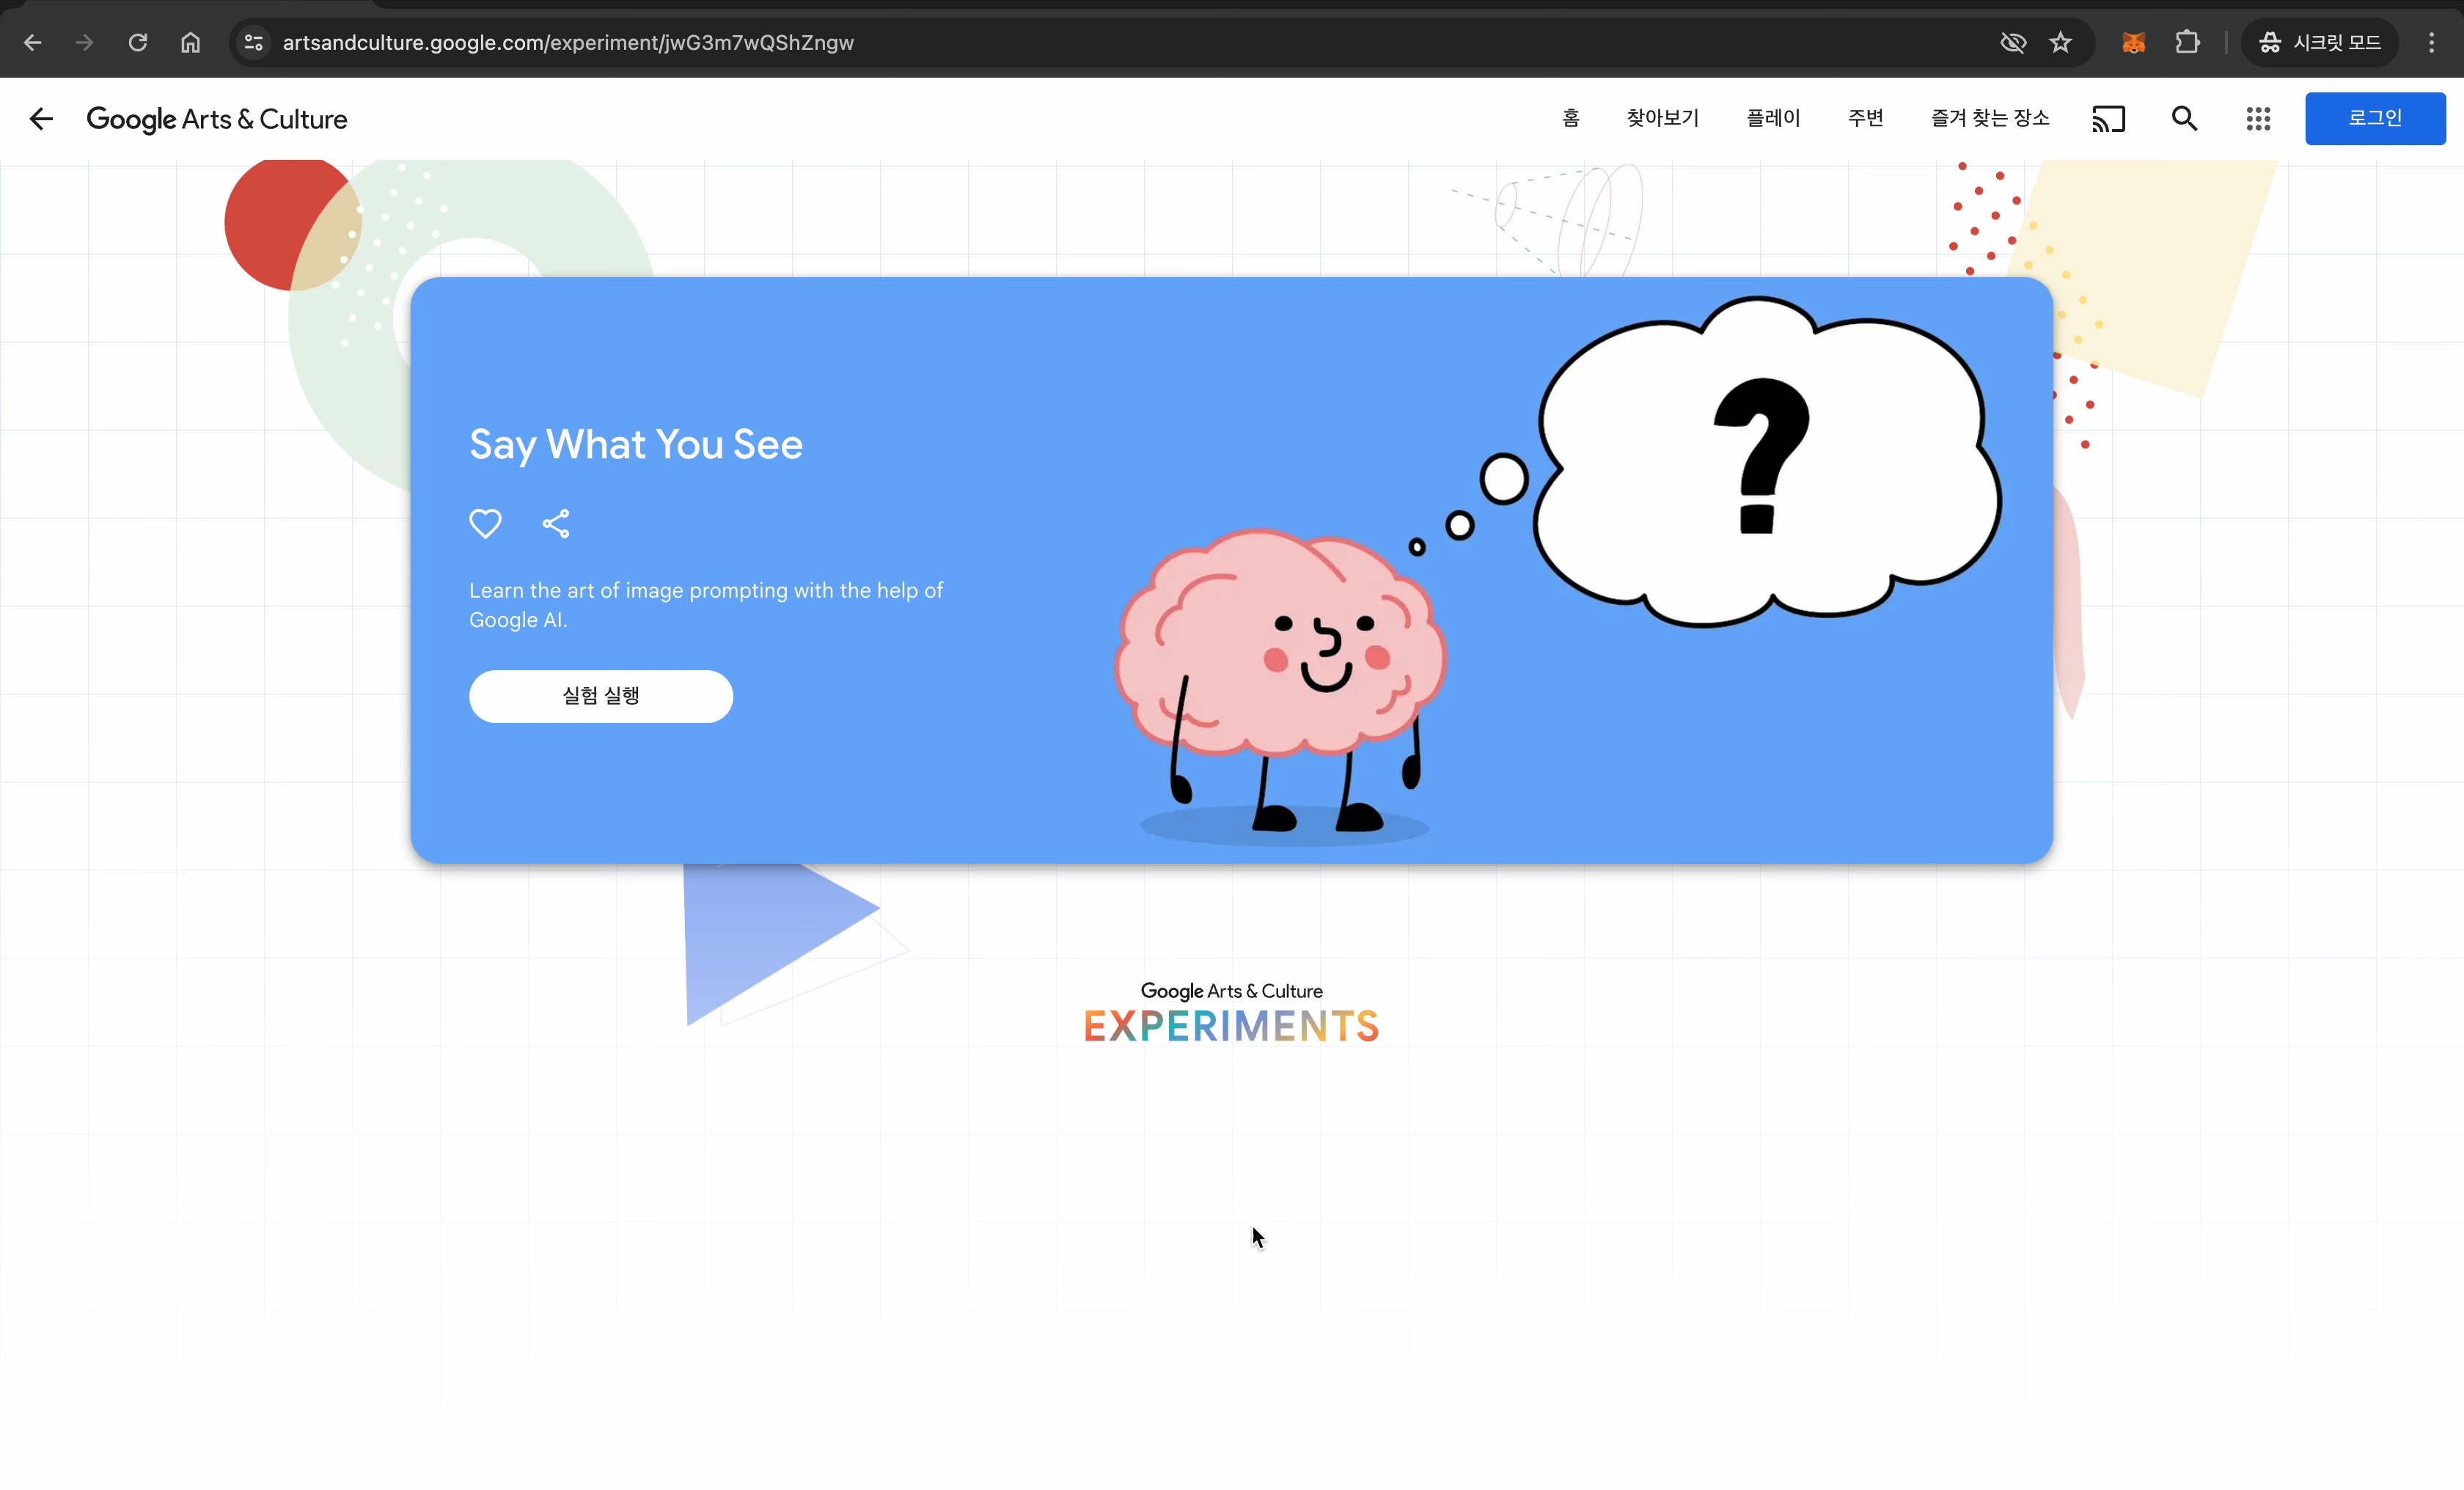 artsandculture.google.com/experiment/jwG3m7wQShZngw
시크릿 모드
Google Arts & Culture
홈 찾아보기 플레이 주변 즐겨 찾는 장소
로그인
Say What You See
?
Learn the art of image prompting with the help of
Google AI.
실험 실행
Google Arts & Culture
EXPERIMENTS